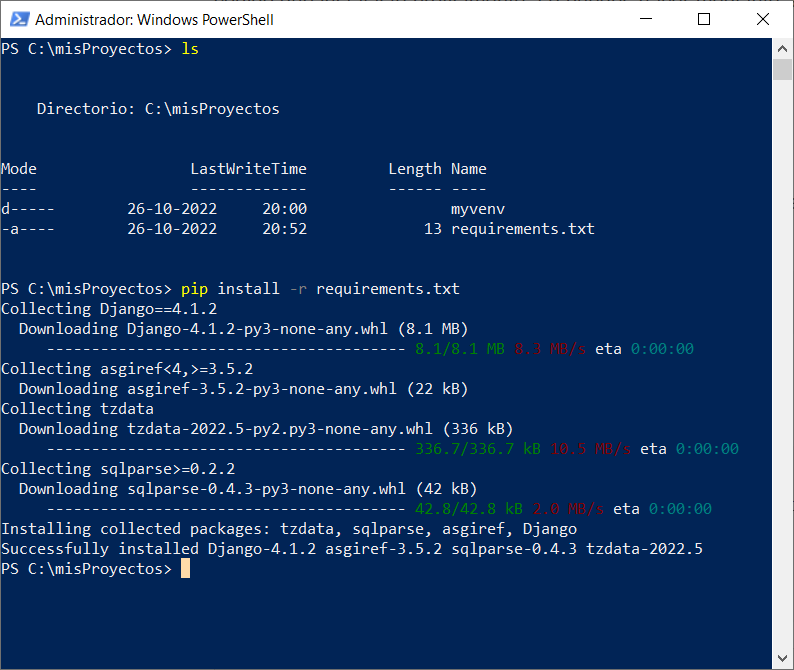 Administrador: Windows PowerShell
PS C:\misProyectos> ls
Directorio: C:\misProyectos
Mode                 LastWriteTime         Length Name
----                 -------------         ------ ----
d-----        26-10-2022     20:00                myvenv
-a----        26-10-2022     20:52             13 requirements.txt
PS C:\misProyectos> pip install -r requirements.txt
Collecting Django==4.1.2
  Downloading Django-4.1.2-py3-none-any.whl (8.1 MB)
     ---------------------------------------- 8.1/8.1 MB 8.3 MB/s eta 0:00:00
Collecting asgiref<4,>=3.5.2
  Downloading asgiref-3.5.2-py3-none-any.whl (22 kB)
Collecting tzdata
  Downloading tzdata-2022.5-py2.py3-none-any.whl (336 kB)
     ---------------------------------------- 336.7/336.7 kB 10.5 MB/s eta 0:00:00
Collecting sqlparse>=0.2.2
  Downloading sqlparse-0.4.3-py3-none-any.whl (42 kB)
     ---------------------------------------- 42.8/42.8 kB 2.0 MB/s eta 0:00:00
Installing collected packages: tzdata, sqlparse, asgiref, Django
Successfully installed Django-4.1.2 asgiref-3.5.2 sqlparse-0.4.3 tzdata-2022.5
PS C:\misProyectos>